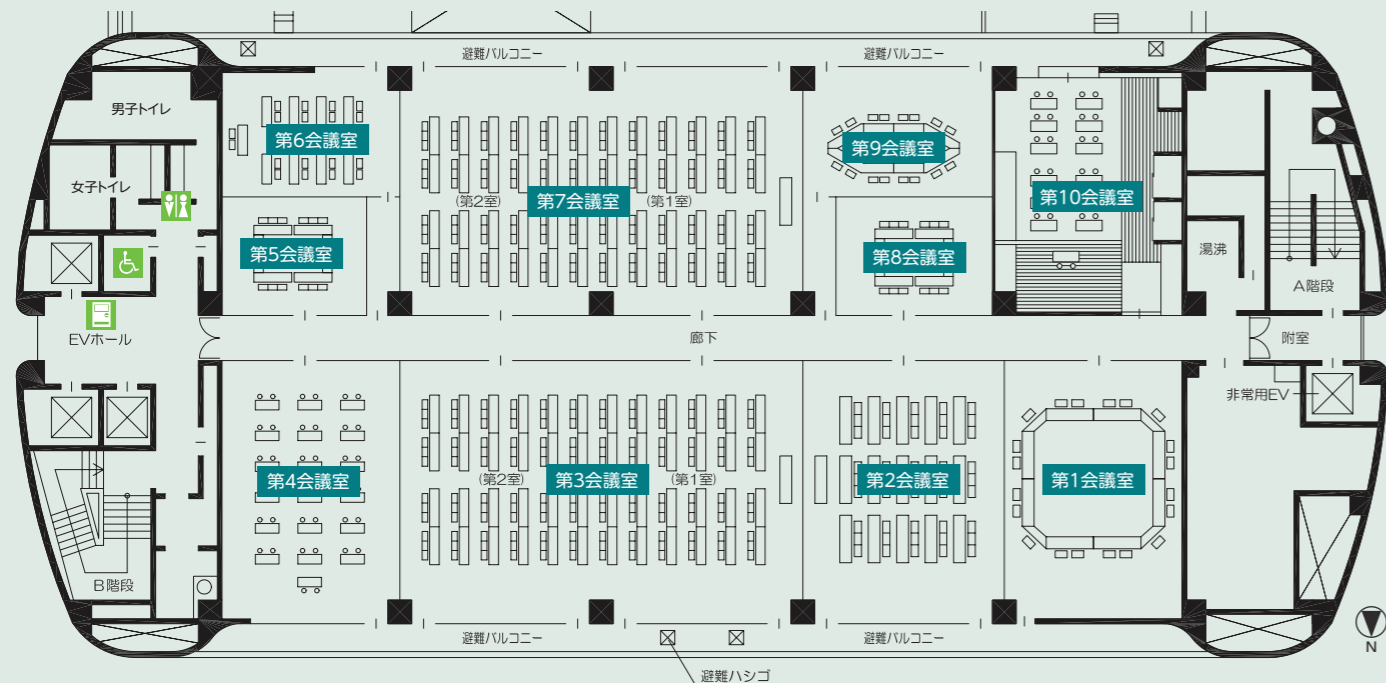 避難バルコニー
避難バルコニー
男子トイレ
女子トイレ
第6会議室
第5会議室
(第2室)
第7会議室
(第1室)
第9会議室
第8会議室
第10会議室
湯沸
A階段
EVホール
廊下
附室
非常用EV
B階段
第4会議室
(第2室)
第3会議室
(第1室)
第2会議室
第1会議室
避難バルコニー
避難バルコニー
避難ハシゴ
N